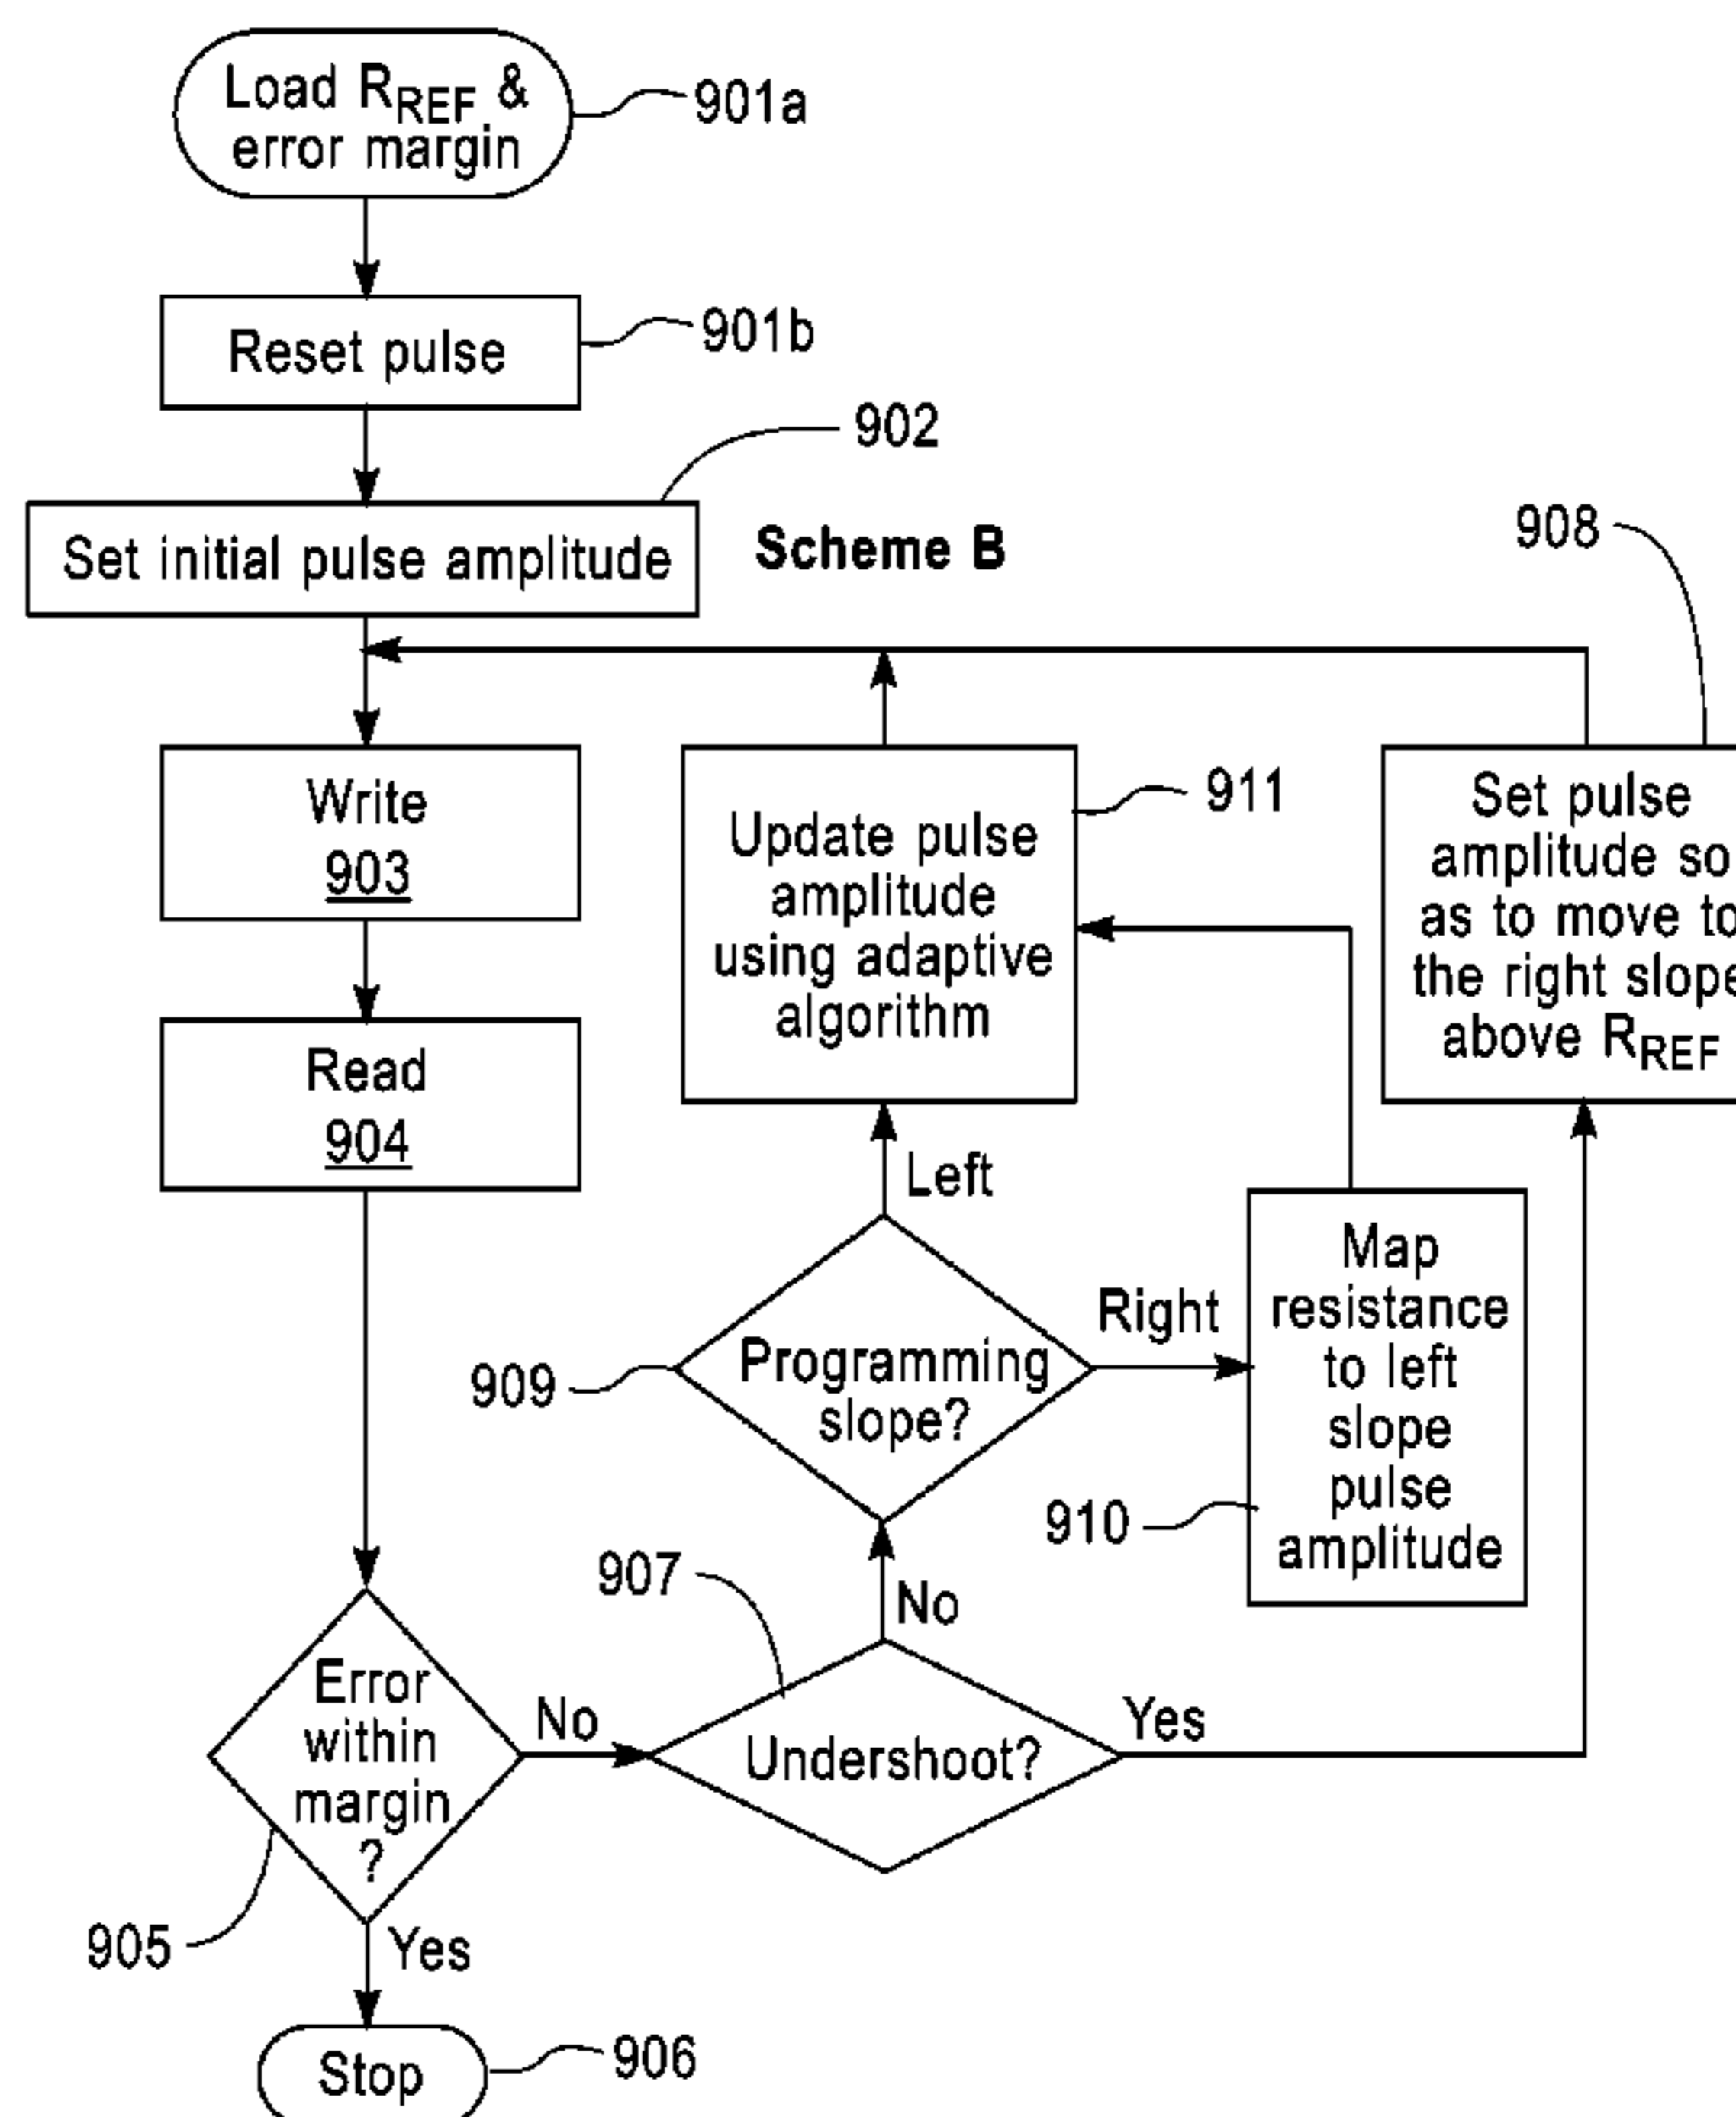 Load RREF &
error margin
901a
Reset pulse
901b
902
Set initial pulse amplitude
Scheme B
908
Write
903
Update pulse
amplitude
using adaptive
algorithm
911
Set pulse
amplitude so
as to move to
the right slope
above RREF
Read
904
Left
Programming
slope?
909
Right
Map
resistance
to left
slope
pulse
amplitude
910
907
No
Error
within
margin
?
No
Undershoot?
Yes
905
Yes
Stop
906